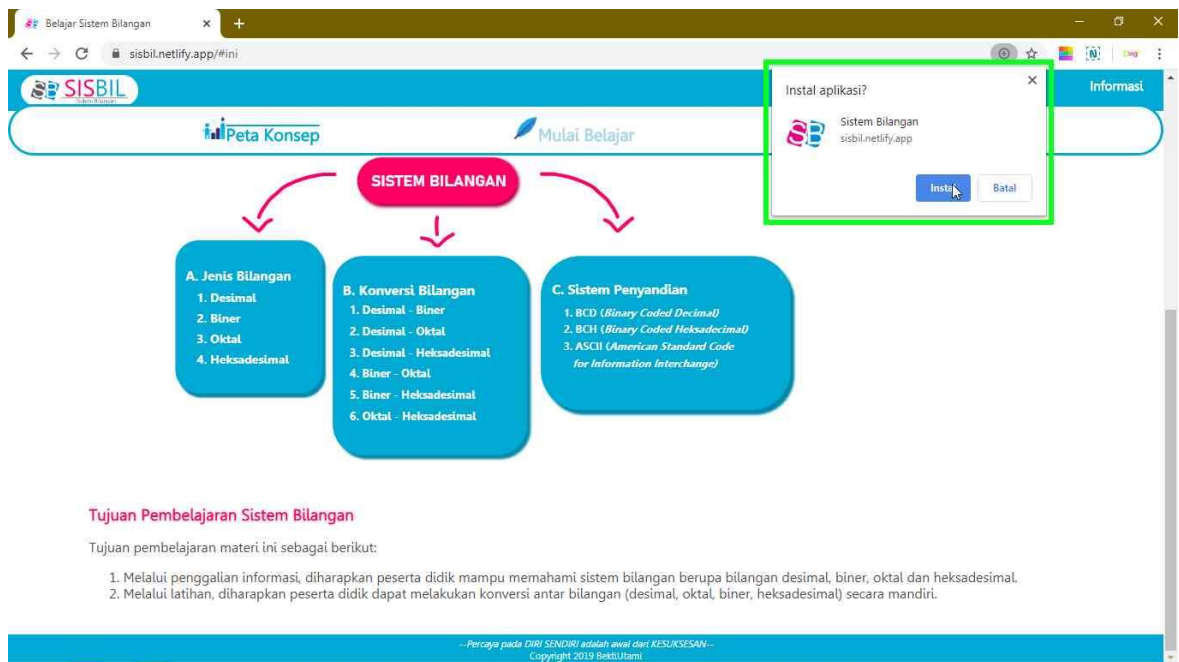 Belajar Sistem Bilangan
sisbil.netlify.app/#ini
SB SISBIL
Sistem Bilangan
Informasi
Peta Konsep
Mulai Belajar
Instal aplikasi?
SB
Sistem Bilangan
sisbil.netlify.app
Instal
Batal
SISTEM BILANGAN
A. Jenis Bilangan
1. Desimal
2. Biner
3. Oktal
4. Heksadesimal
B. Konversi Bilangan
1. Desimal - Biner
2. Desimal - Oktal
3. Desimal - Heksadesimal
4. Biner - Oktal
5. Biner - Heksadesimal
6. Oktal - Heksadesimal
C. Sistem Penyandian
1. BCD (Binary Coded Decimal)
2. BCH (Binary Coded Heksadecimal)
3. ASCII (American Standard Code
for Information Interchange)
Tujuan Pembelajaran Sistem Bilangan
Tujuan pembelajaran materi ini sebagai berikut:
1. Melalui penggalian informasi, diharapkan peserta didik mampu memahami sistem bilangan berupa bilangan desimal, biner, oktal dan heksadesimal.
2. Melalui latihan, diharapkan peserta didik dapat melakukan konversi antar bilangan (desimal, oktal, biner, heksadesimal) secara mandiri.
--Percaya pada DIRI SENDIRI adalah awal dari KESUKSESAN--
Copyright 2019 BektiUtami